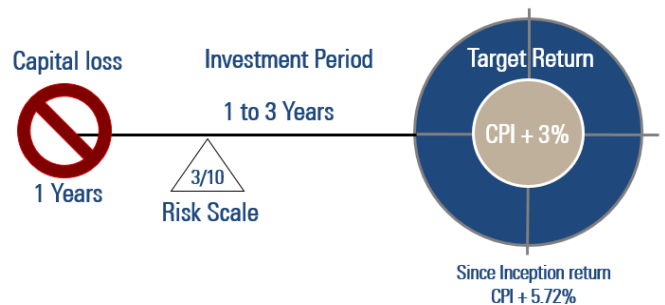 Capital loss
1 Years
Investment Period
1 to 3 Years
3/10
Risk Scale
Target Return
CPI + 3%
Since Inception return
CPI + 5.72%